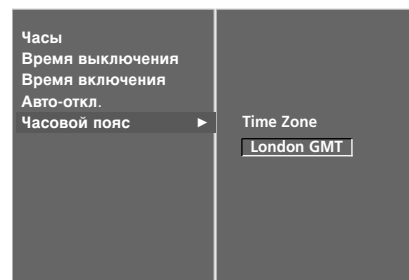 Часы
Время выключения
Время включения
Авто-откл.
Часовой пояс ►
Time Zone
London GMT